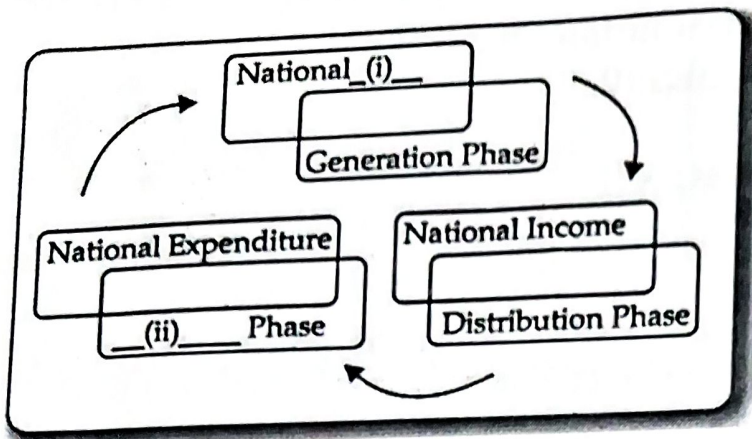 National_(i)__
Generation Phase
National Expenditure
__(ii)____ Phase
National Income
Distribution Phase